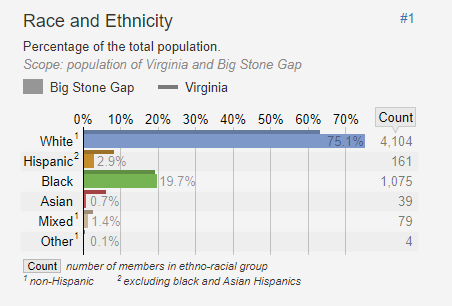 Race and Ethnicity #1
Percentage of the total population.
Scope: population of Virginia and Big Stone Gap
Big Stone Gap Virginia
0% 10% 20% 30% 40% 50% 60% 70% Count
White¹ 75.1% 4,104
Hispanic² 2.9% 161
Black 19.7% 1,075
Asian 0.7% 39
Mixed¹ 1.4% 79
Other¹ 0.1% 4
Count number of members in ethno-racial group
¹ non-Hispanic ² excluding black and Asian Hispanics